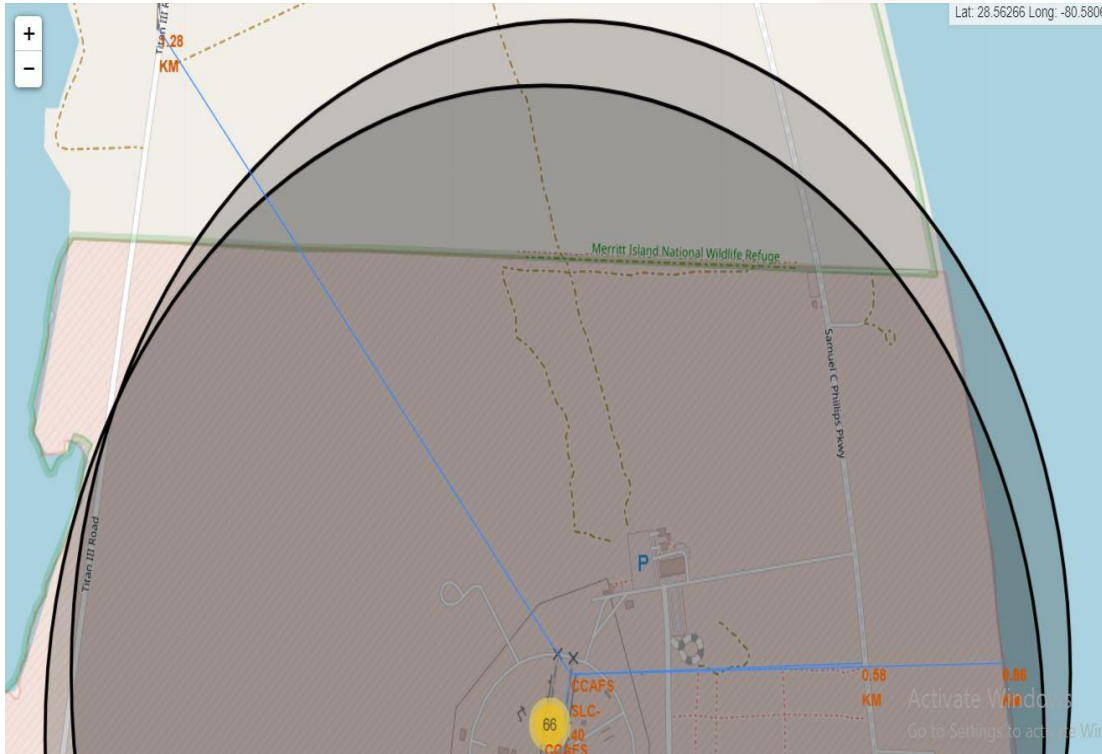 +
−
Lat: 28.56266 Long: -80.5806
Titan III R
1.28
KM
Merritt Island National Wildlife Refuge
Samuel C Phillips Pkwy
Titan III Road
P
CCAFS
SLC-
40
CCAFS
66
0.58
KM
0.86
KM
Activate Windows
Go to Settings to activate Win